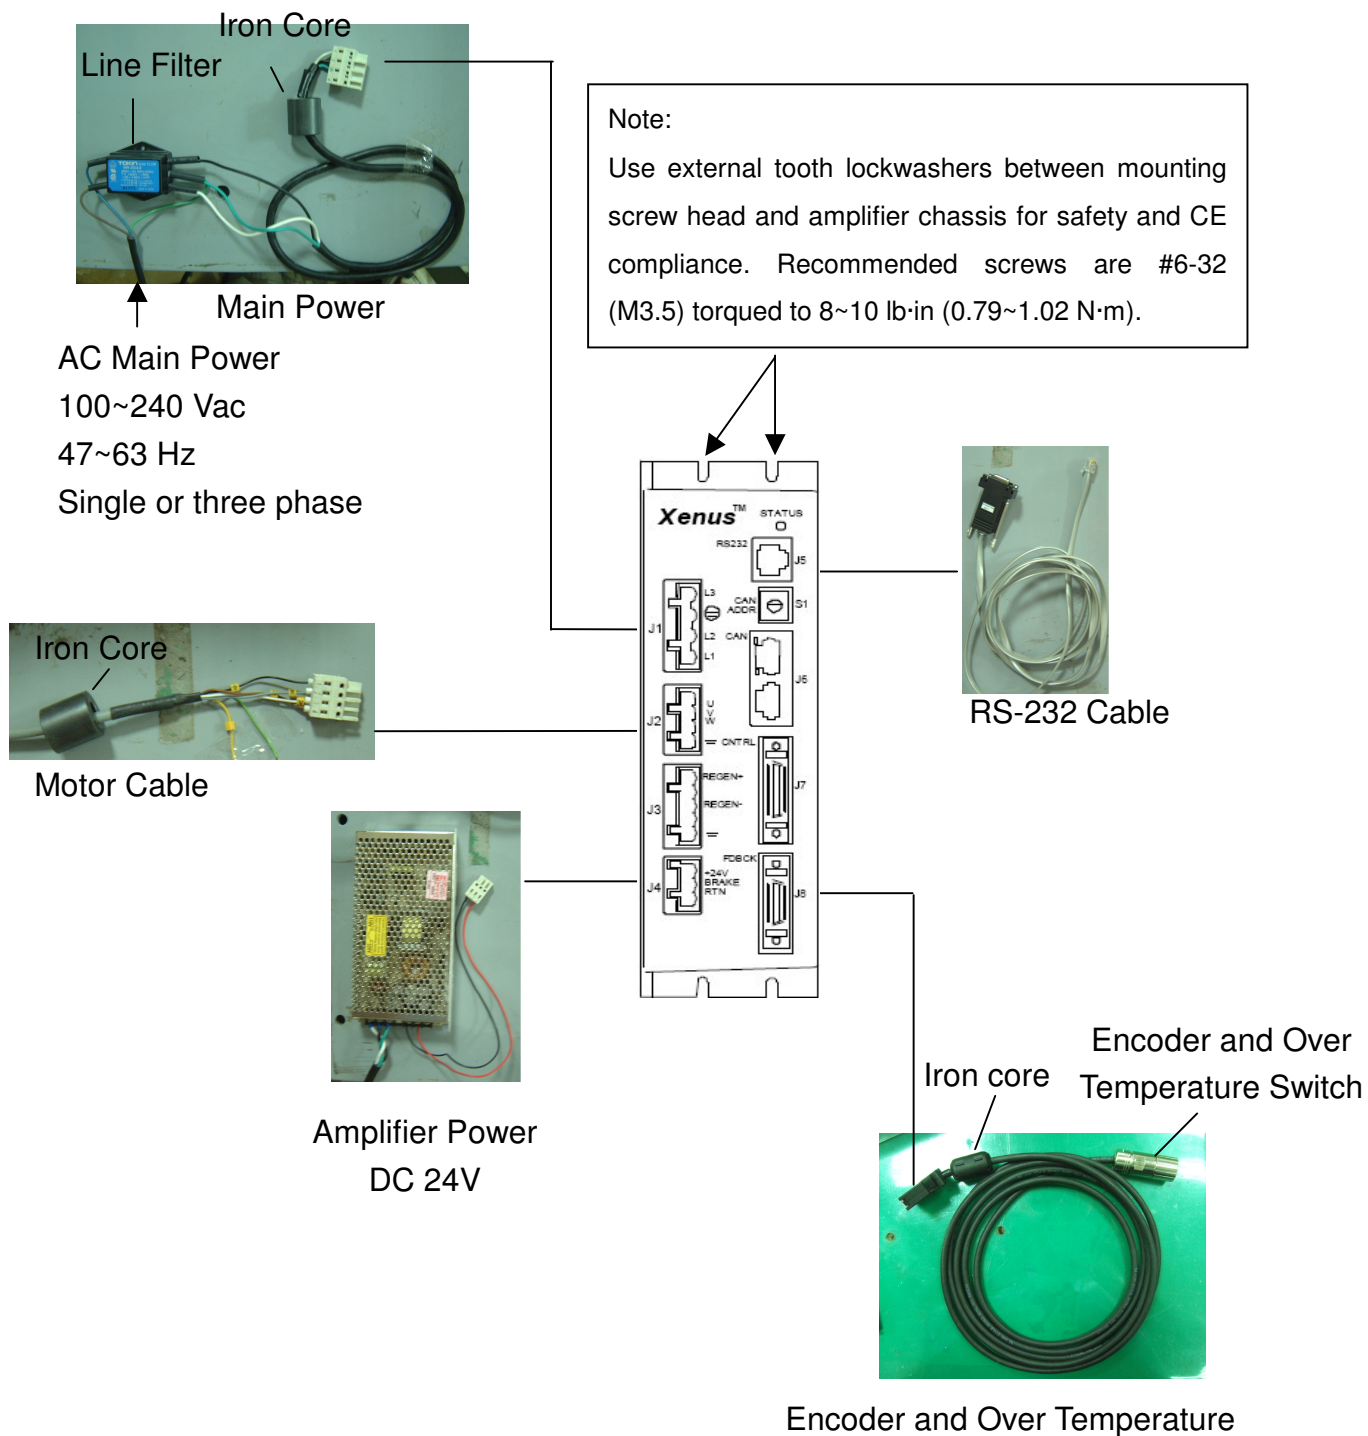 Iron Core
Line Filter
TOKIN
Main Power
AC Main Power
100~240 Vac
47~63 Hz
Single or three phase
Note:
Use external tooth lockwashers between mounting
screw head and amplifier chassis for safety and CE
compliance. Recommended screws are #6-32
(M3.5) torqued to 8~10 lb·in (0.79~1.02 N·m).
Xenus™
STATUS
RS232
J5
L3
CAN
ADDR
S1
J1
L2
CAN
L1
J6
RS-232 Cable
Iron Core
Motor Cable
U
V
W
J2
CNTRL
REGEN+
J7
J3
REGEN-
FDBCK
+24V
BRAKE
RTN
J4
J8
Amplifier Power
DC 24V
Iron core
Encoder and Over
Temperature Switch
Encoder and Over Temperature